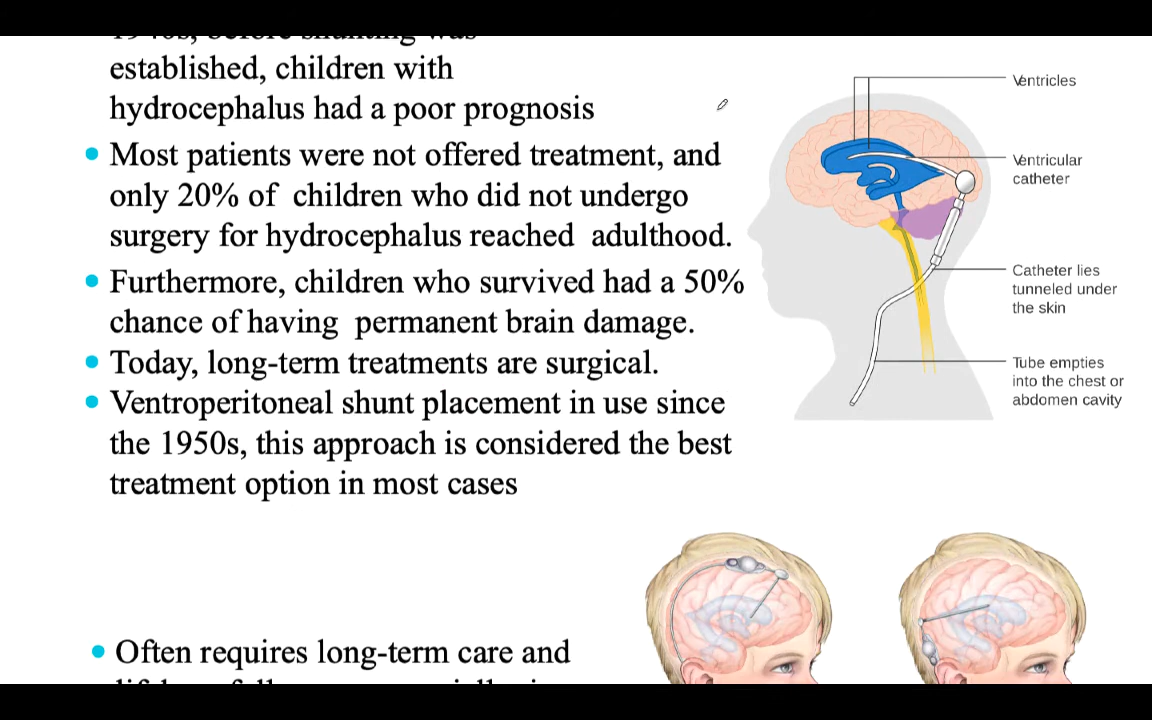 1940s, before shunting was
established, children with
hydrocephalus had a poor prognosis
Most patients were not offered treatment, and
only 20% of children who did not undergo
surgery for hydrocephalus reached adulthood.
Furthermore, children who survived had a 50%
chance of having permanent brain damage.
Today, long-term treatments are surgical.
Ventroperitoneal shunt placement in use since
the 1950s, this approach is considered the best
treatment option in most cases
Often requires long-term care and
Ventricles
Ventricular
catheter
Catheter lies
tunneled under
the skin
Tube empties
into the chest or
abdomen cavity